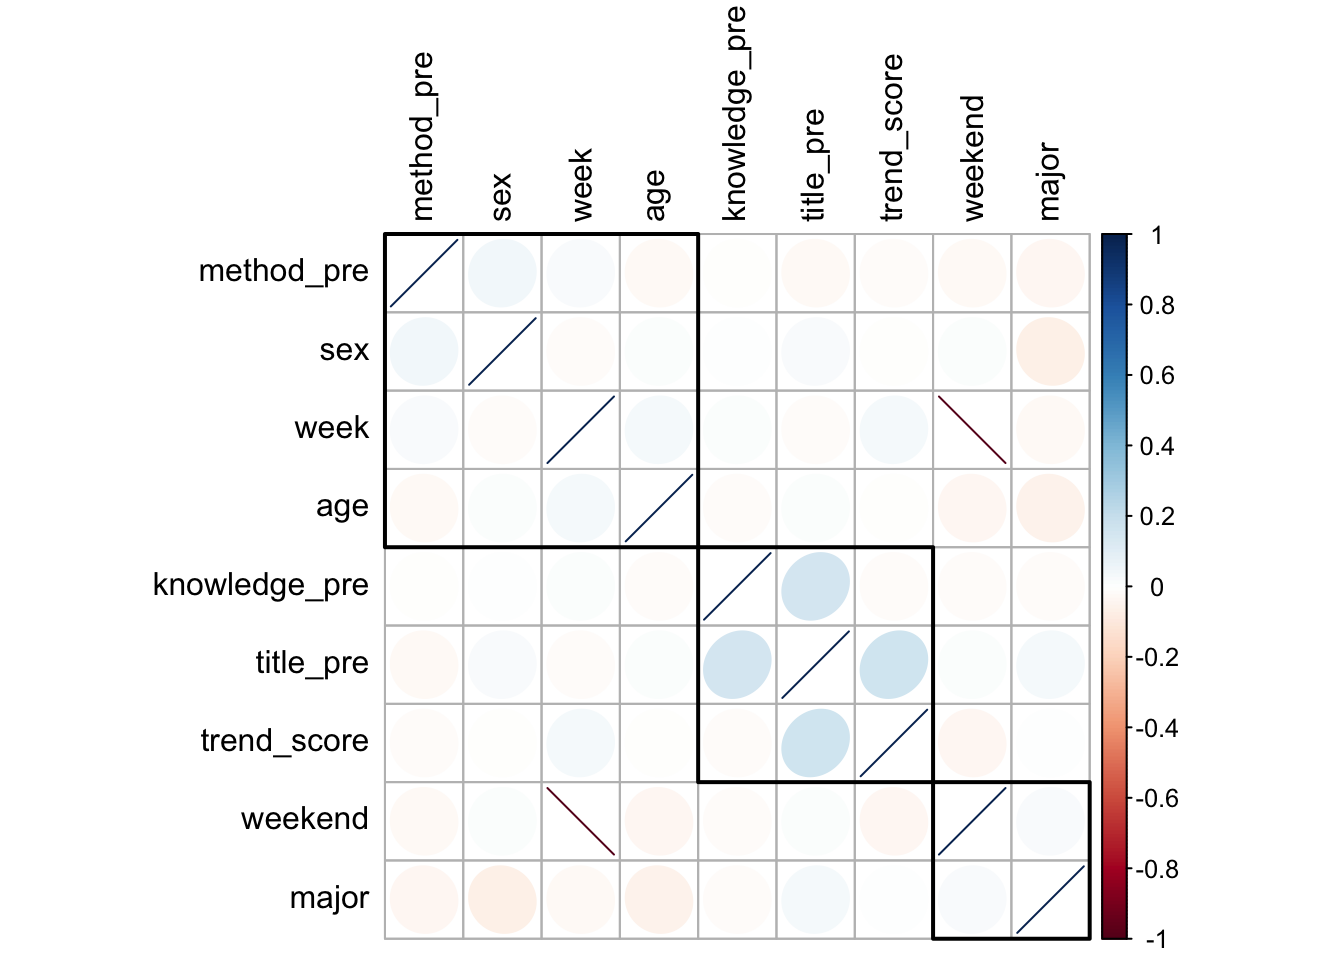 method_pre
sex
week
age
knowledge_pre
title_pre
trend_score
weekend
major
method_pre
sex
week
age
knowledge_pre
title_pre
trend_score
weekend
major
1
0.8
0.6
0.4
0.2
0
-0.2
-0.4
-0.6
-0.8
-1